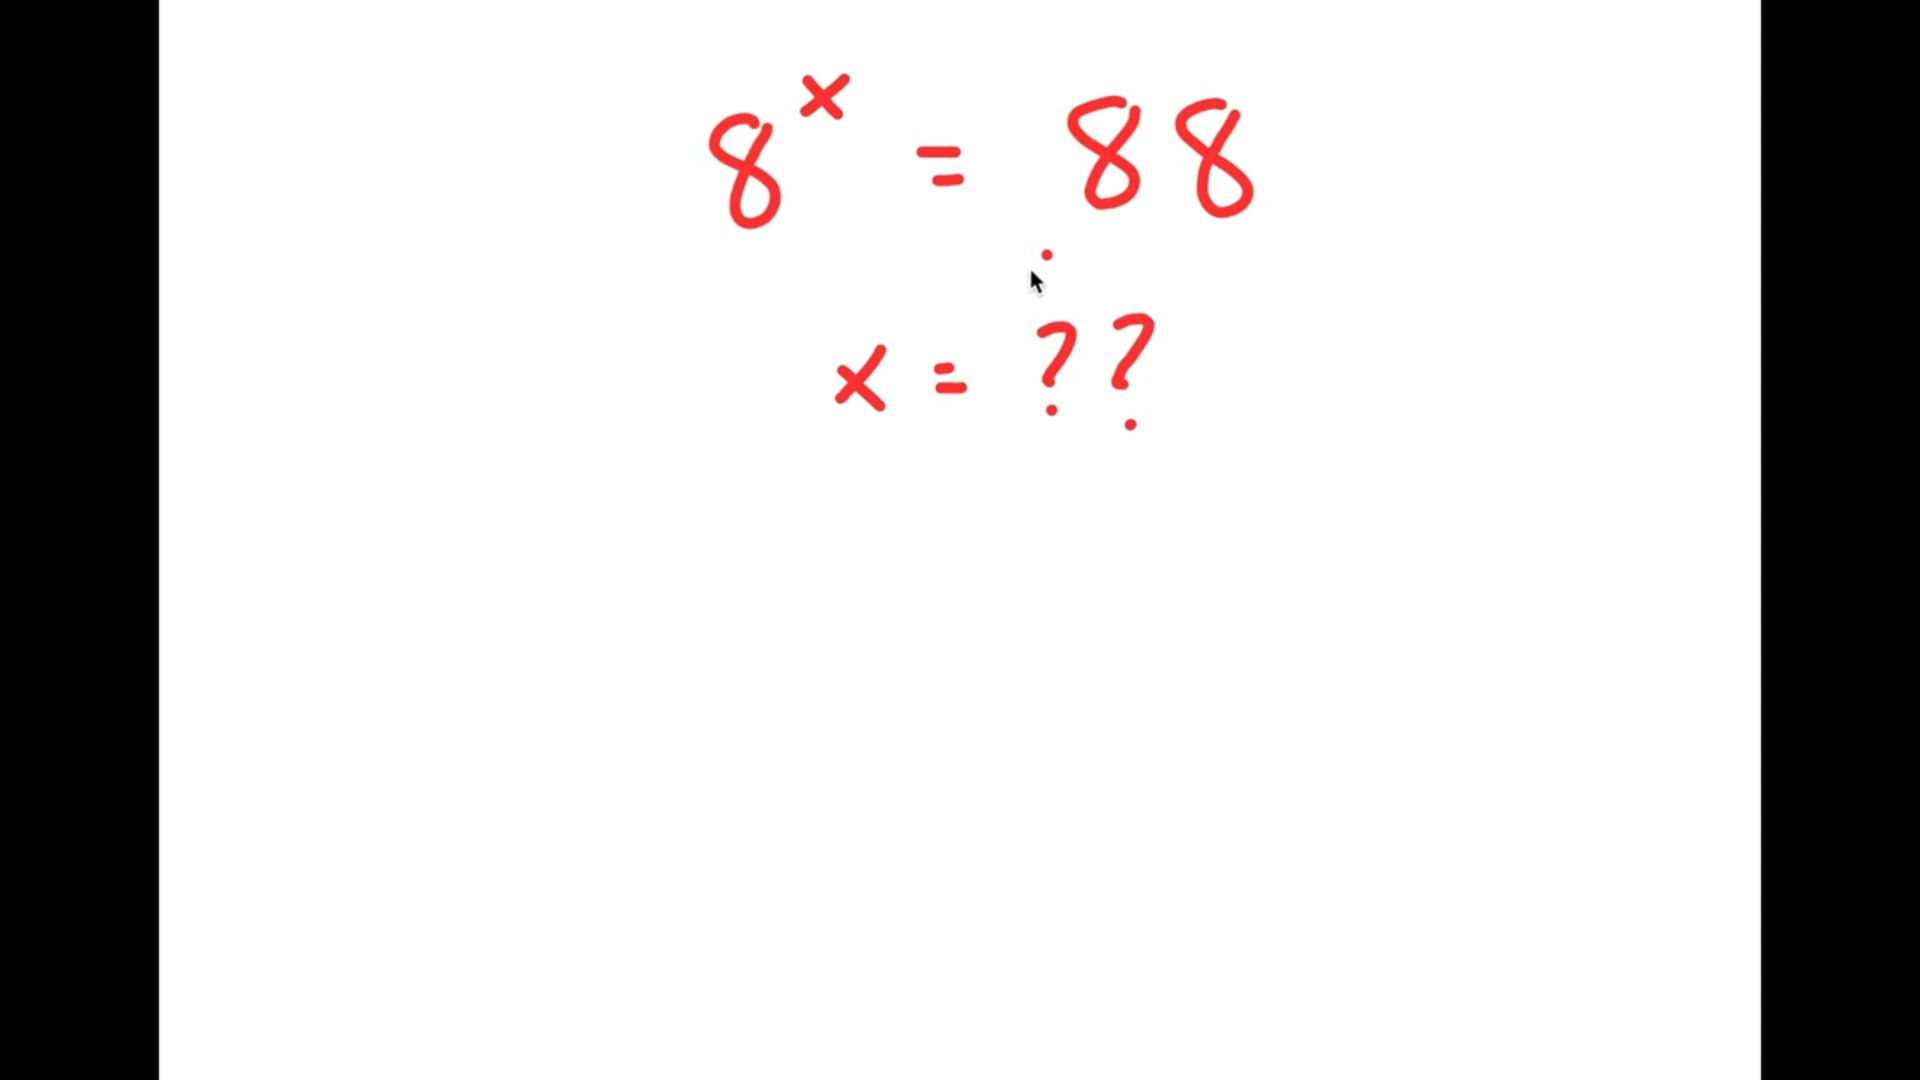 8^x = 88
x = ??